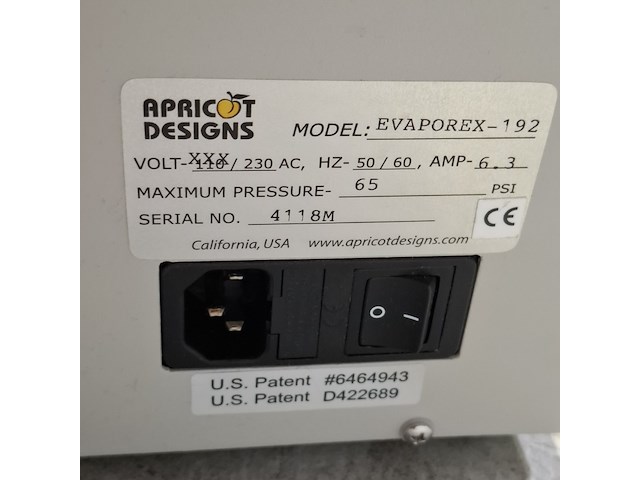 APRICOT
DESIGNS
MODEL: EVAPOREX-192
XXX
VOLT-110 / 230 AC, HZ- 50 / 60 , AMP- 6.3
MAXIMUM PRESSURE- 65 PSI
SERIAL NO. 4118M
CE
California, USA www.apricotdesigns.com
O I
U.S. Patent #6464943
U.S. Patent D422689